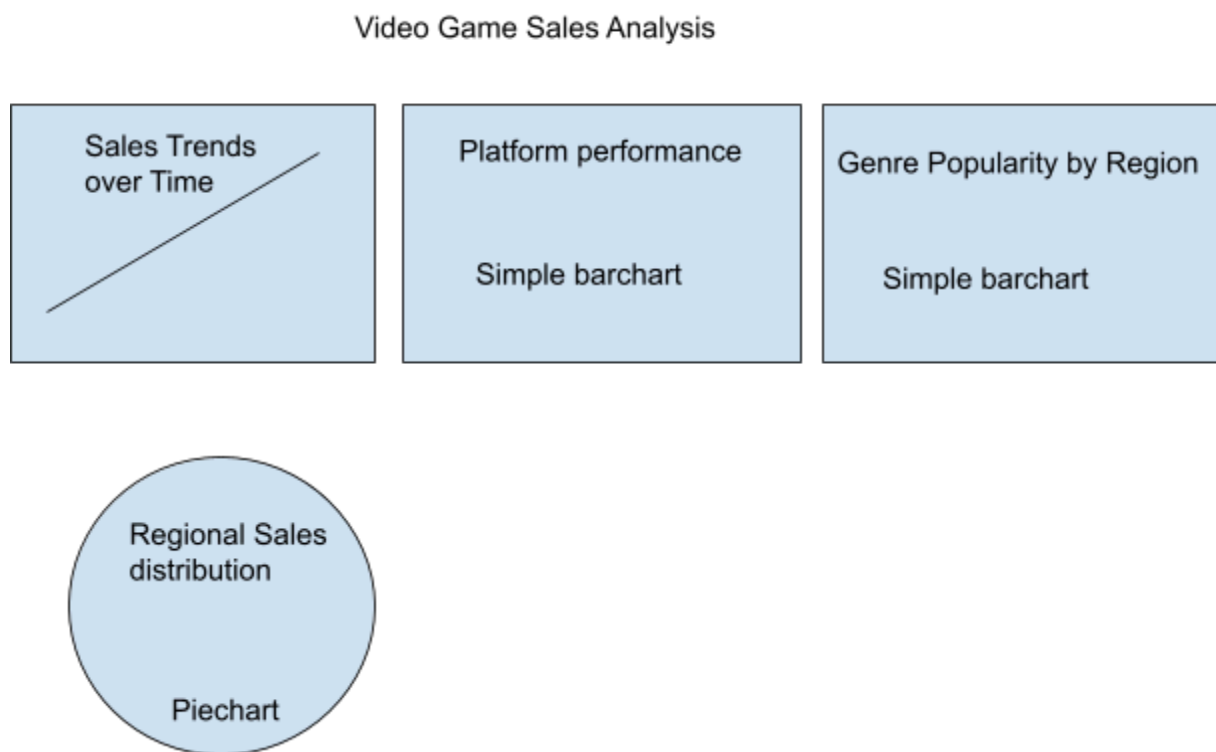 Video Game Sales Analysis
Sales Trends
over Time
Platform performance
Simple barchart
Genre Popularity by Region
Simple barchart
Regional Sales
distribution
Piechart